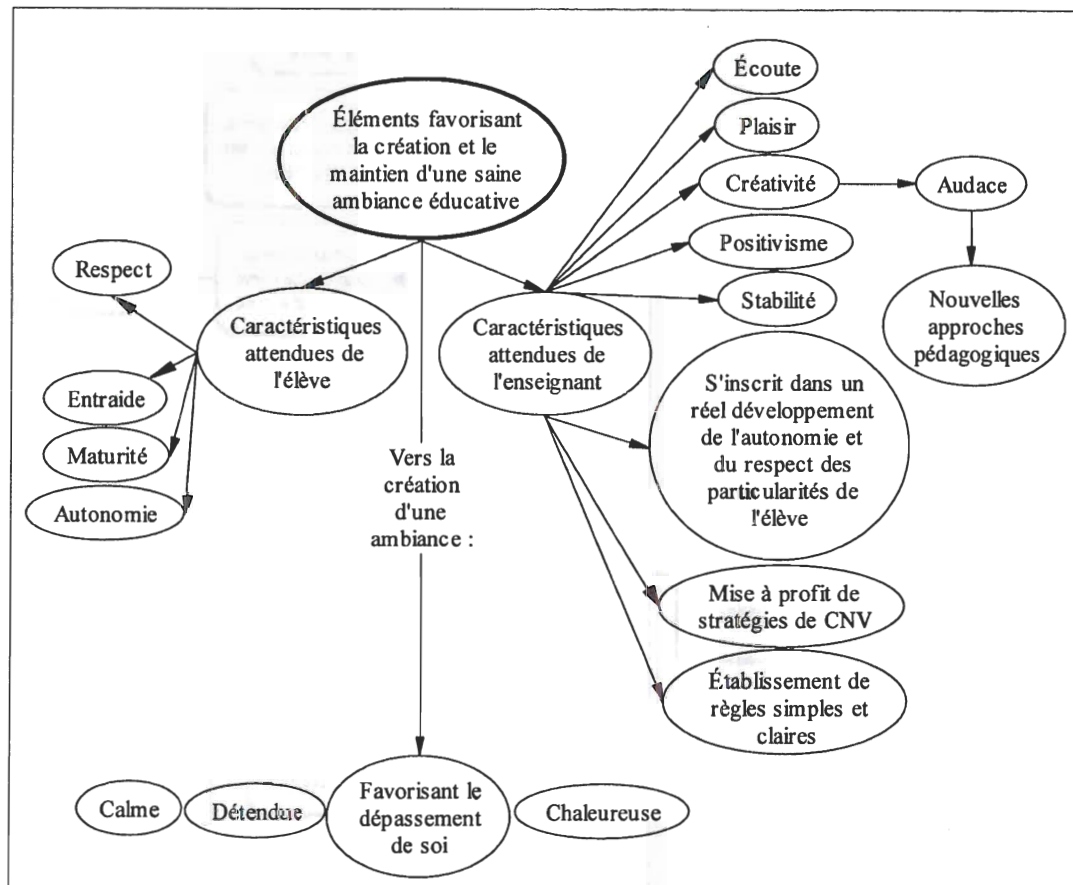 Éléments favorisant
la création et le
maintien d'une saine
ambiance éducative
Écoute
Plaisir
Créativité
Audace
Positivisme
Stabilité
Nouvelles
approches
pédagogiques
Respect
Caractéristiques
attendues de
l'élève
Entraide
Maturité
Autonomie
Caractéristiques
attendues de
l'enseignant
S'inscrit dans un
réel développement
de l'autonomie et
du respect des
particularités de
l'élève
Mise à profit de
stratégies de CNV
Établissement de
règles simples et
claires
Vers la
création
d'une
ambiance :
Calme
Détendue
Favorisant le
dépassement
de soi
Chaleureuse